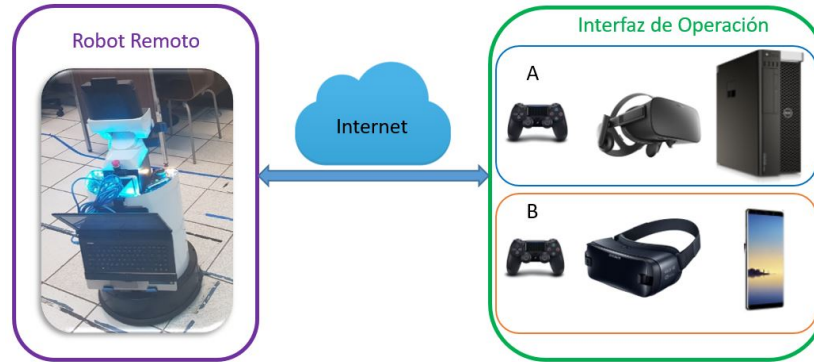 Robot Remoto
Internet
Interfaz de Operación
A
B